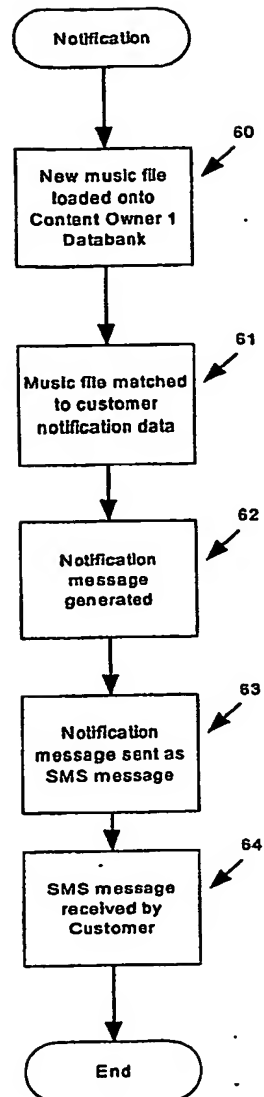 Notification
60
New music file
loaded onto
Content Owner 1
Databank
61
Music file matched
to customer
notification data
62
Notification
message
generated
63
Notification
message sent as
SMS message
64
SMS message
received by
Customer
End